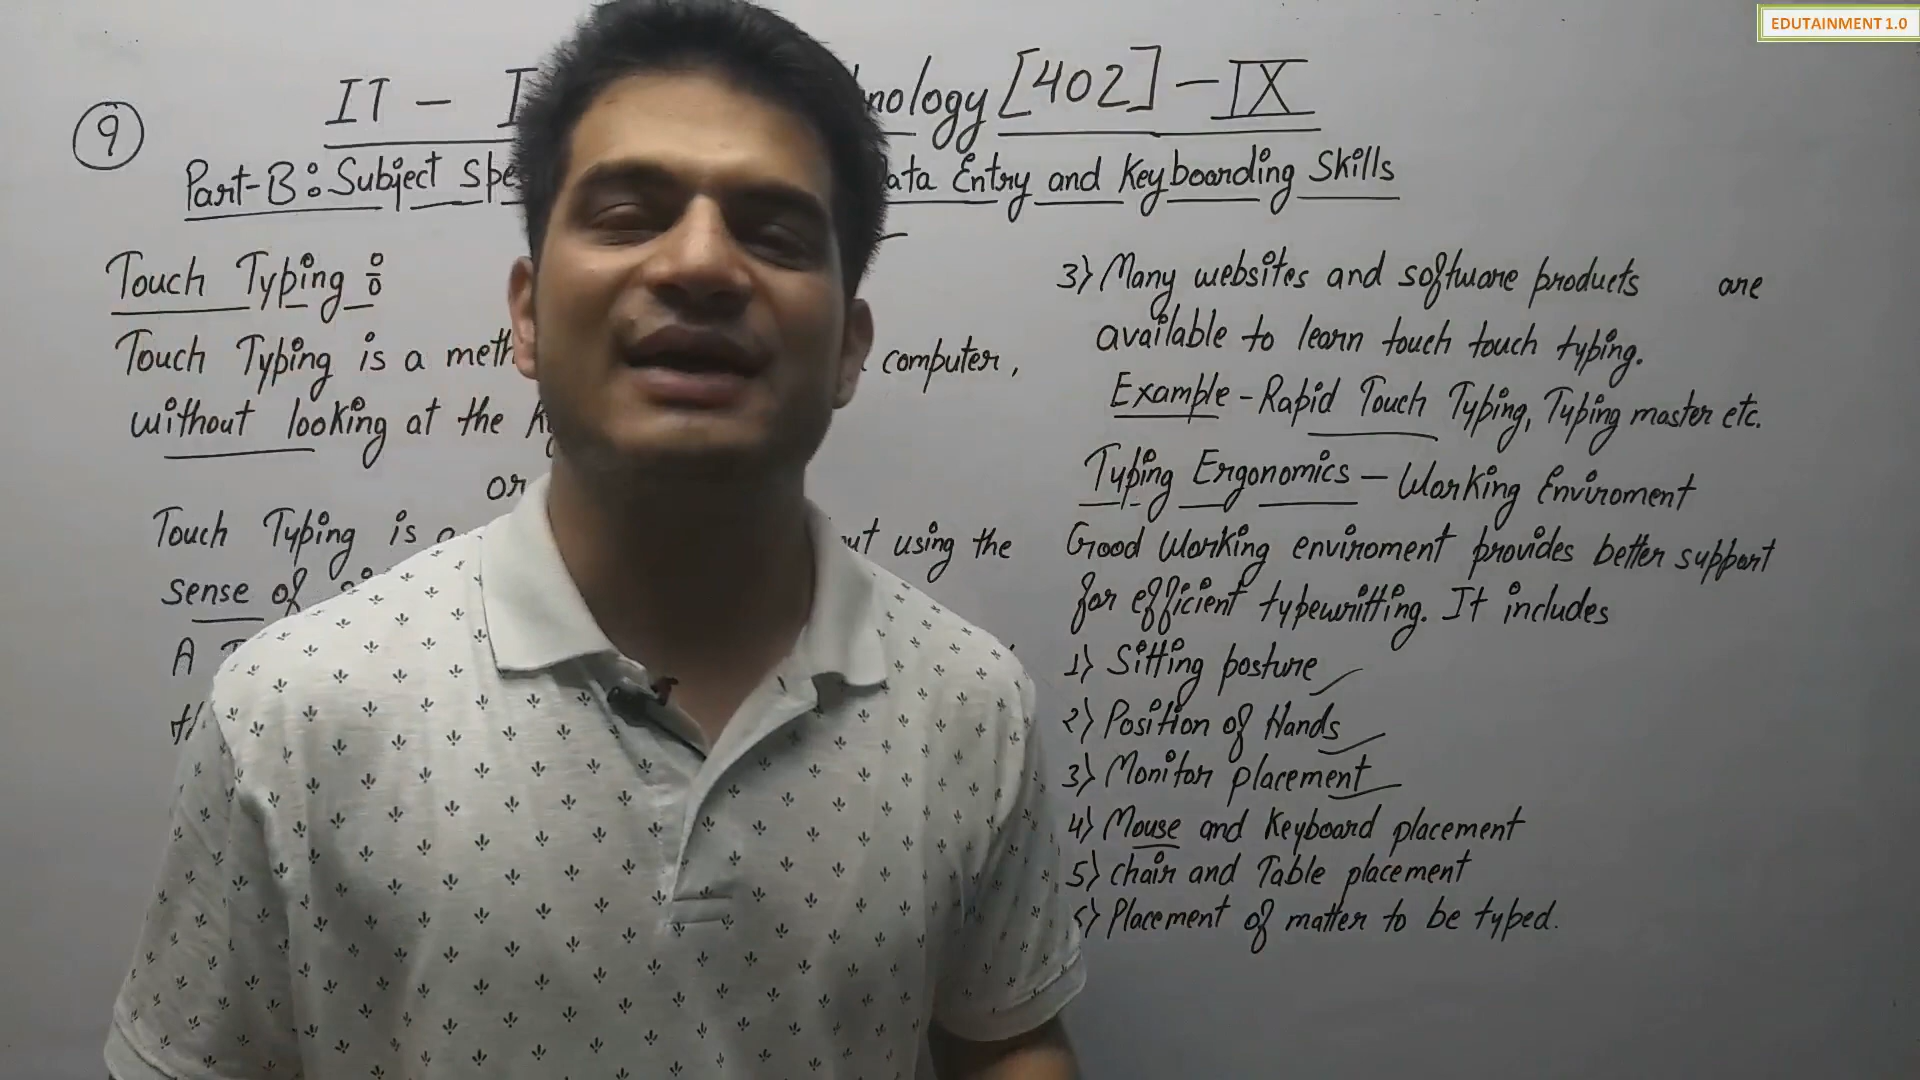 EDUTAINMENT 1.0
9
IT - nology [402] - IX
Part-B: Subject Spe ata Entry and Keyboarding Skills
Touch Typing:
Touch Typing is a meth computer,
without looking at the
or
Touch Typing is using the
sense of
A
3) Many websites and software products are
available to learn touch touch typing.
Example - Rapid Touch Typing, Typing master etc.
Typing Ergonomics - Working Enviroment
Good Working enviroment provides better support
for efficient typewritting. It includes
1) Sitting posture
2) Position of Hands
3) Monitor placement
4) Mouse and Keyboard placement
5) Chair and Table placement
Placement of matter to be typed.